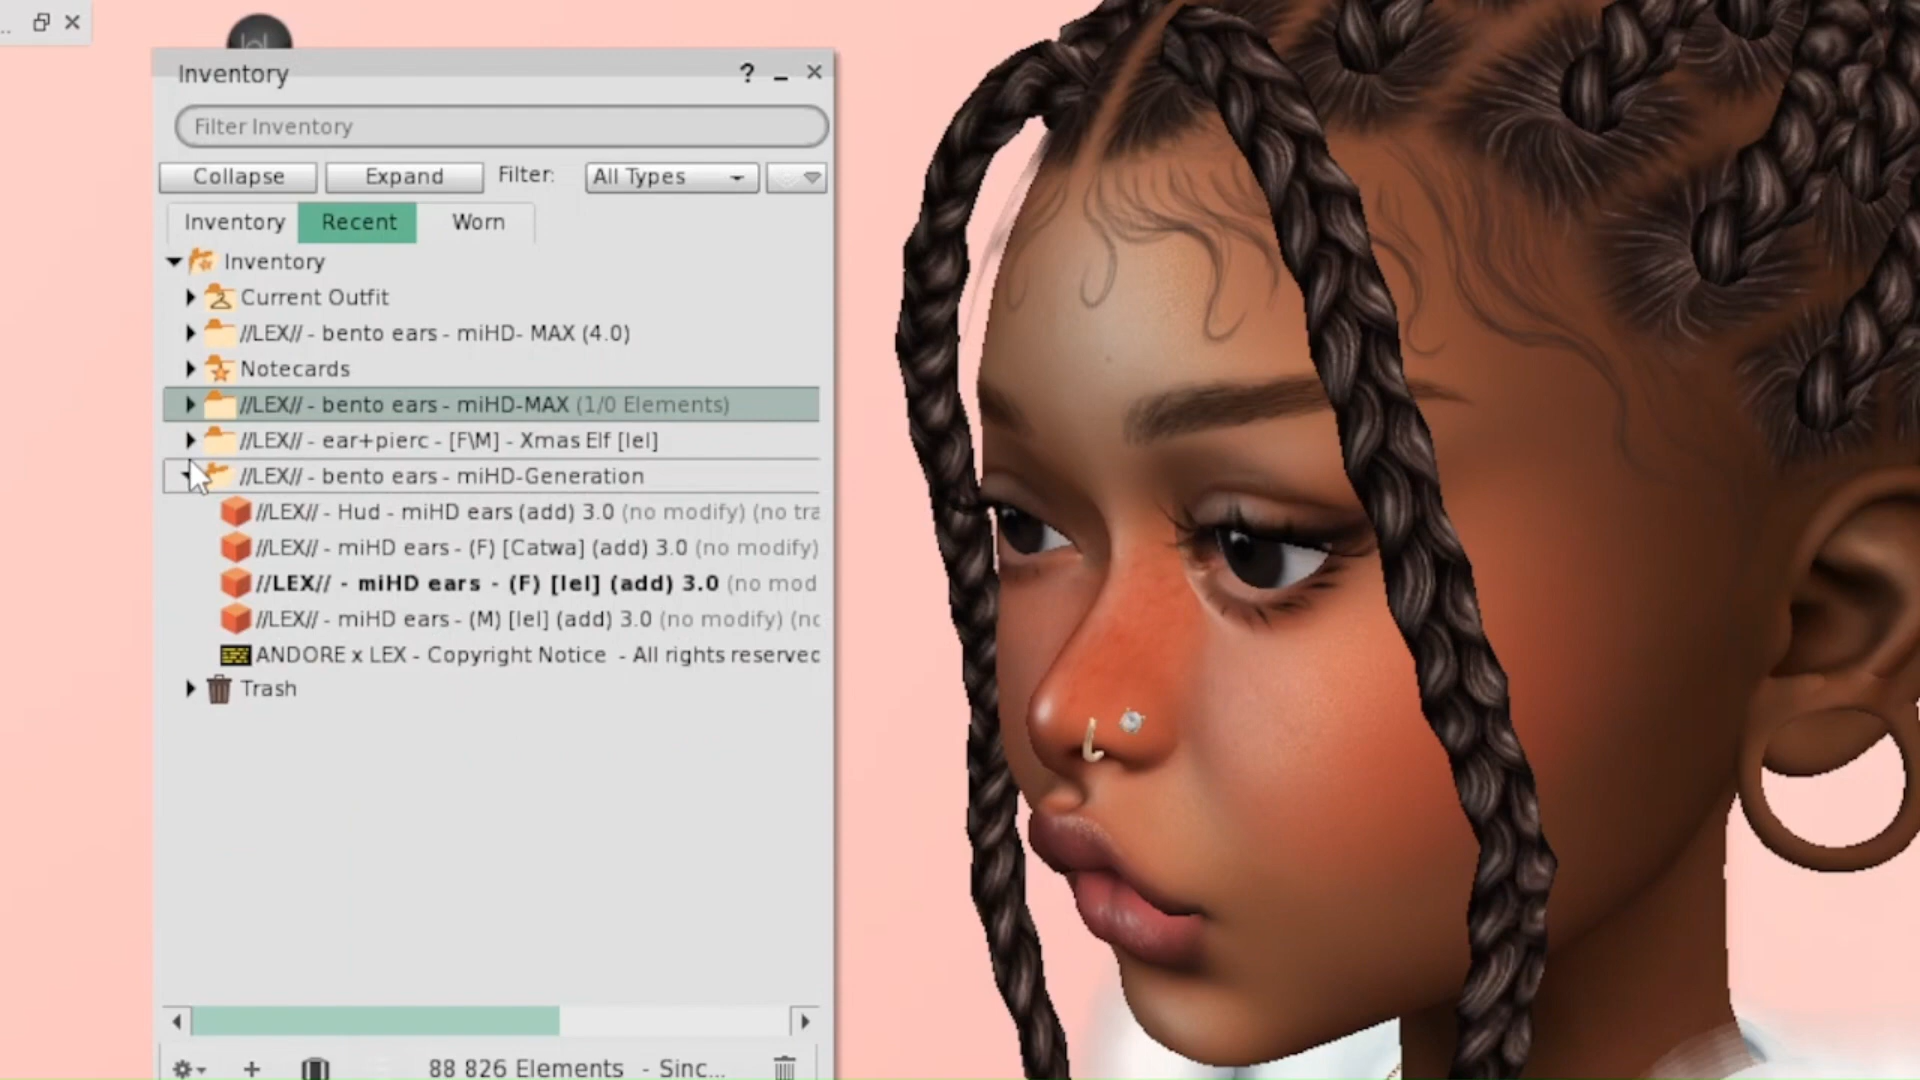 Inventory
?
Filter Inventory
Collapse Expand Filter: All Types
Inventory Recent Worn
Inventory
Current Outfit
//LEX// - bento ears - miHD- MAX (4.0)
Notecards
//LEX// - bento ears - miHD-MAX (1/0 Elements)
//LEX// - ear+pierc - [F\M] - Xmas Elf [lel]
//LEX// - bento ears - miHD-Generation
//LEX// - Hud - miHD ears (add) 3.0 (no modify) (no tra
//LEX// - miHD ears - (F) [Catwa] (add) 3.0 (no modify)
//LEX// - miHD ears - (F) [lel] (add) 3.0 (no mod
//LEX// - miHD ears - (M) [lel] (add) 3.0 (no modify) (no
ANDORE x LEX - Copyright Notice - All rights reserved
Trash
88 826 Elements - Sinc...